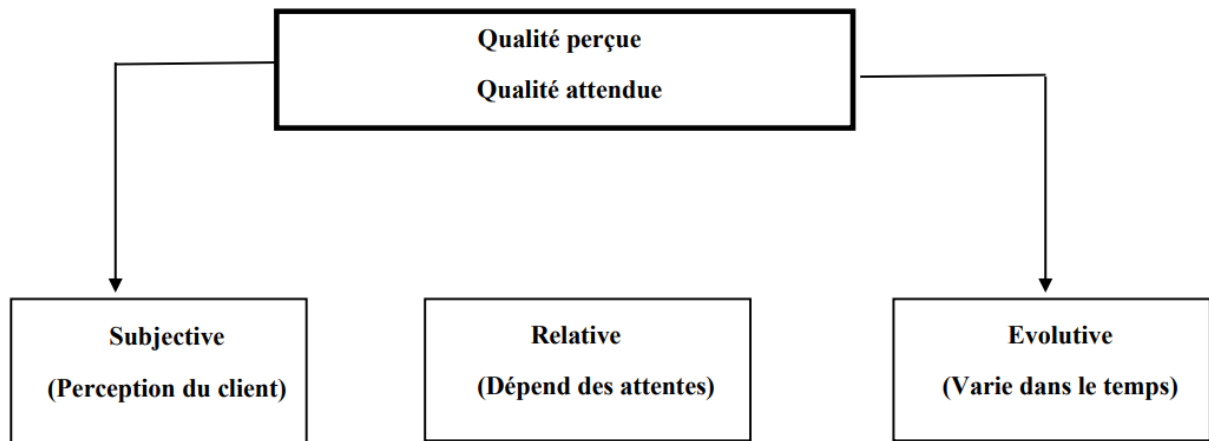 Qualité perçue
Qualité attendue
Subjective
(Perception du client)
Relative
(Dépend des attentes)
Evolutive
(Varie dans le temps)